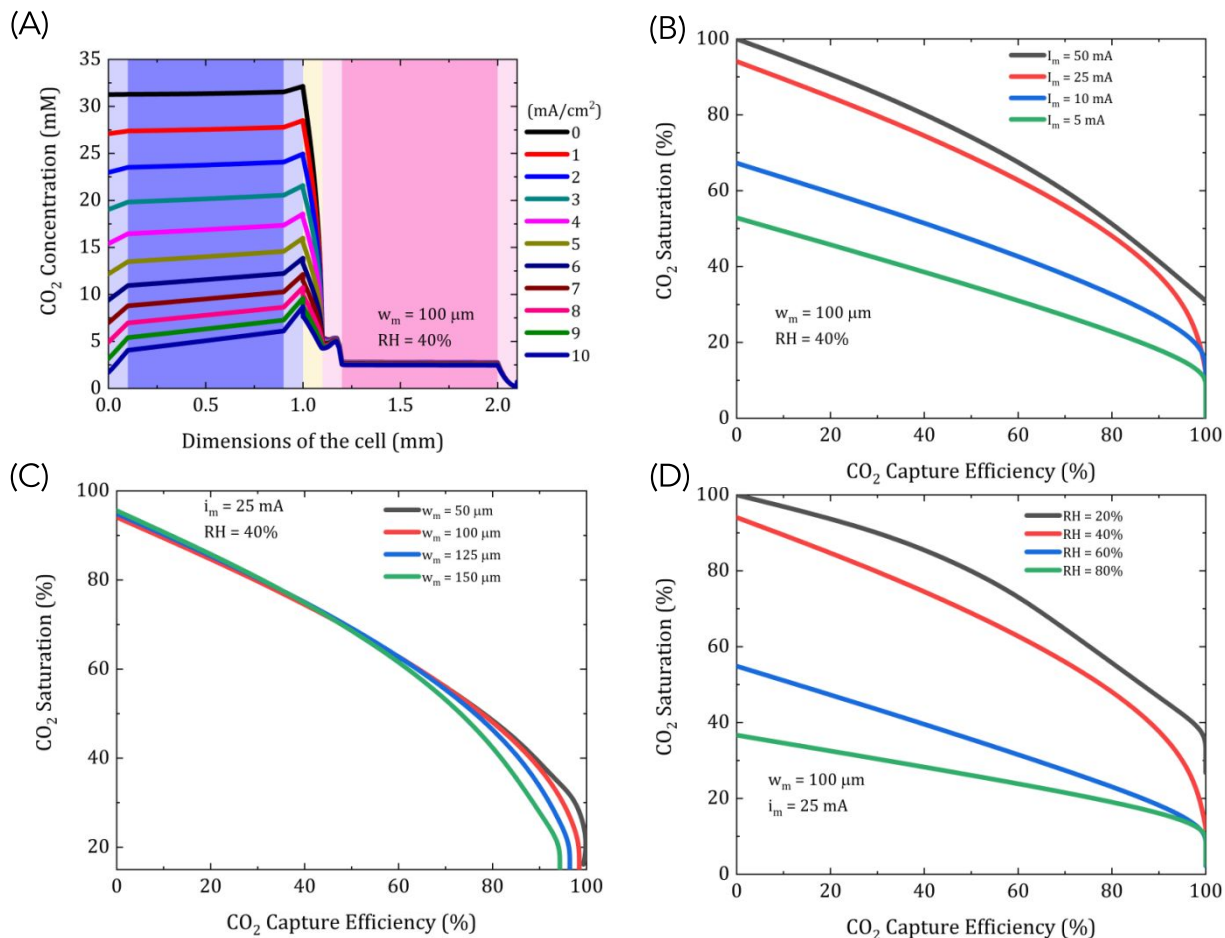 (A)
35
30
25
20
15
10
5
0
CO₂ Concentration (mM)
0.0 0.5 1.0 1.5 2.0
Dimensions of the cell (mm)
wₘ = 100 µm
RH = 40%
(mA/cm²)
0
1
2
3
4
5
6
7
8
9
10
(B)
100
80
60
40
20
0
CO₂ Saturation (%)
Iₘ = 50 mA
Iₘ = 25 mA
Iₘ = 10 mA
Iₘ = 5 mA
wₘ = 100 µm
RH = 40%
0 20 40 60 80 100
CO₂ Capture Efficiency (%)
(C)
100
80
60
40
20
CO₂ Saturation (%)
iₘ = 25 mA
RH = 40%
wₘ = 50 µm
wₘ = 100 µm
wₘ = 125 µm
wₘ = 150 µm
0 20 40 60 80 100
CO₂ Capture Efficiency (%)
(D)
100
80
60
40
20
0
CO₂ Saturation (%)
RH = 20%
RH = 40%
RH = 60%
RH = 80%
wₘ = 100 µm
iₘ = 25 mA
0 20 40 60 80 100
CO₂ Capture Efficiency (%)